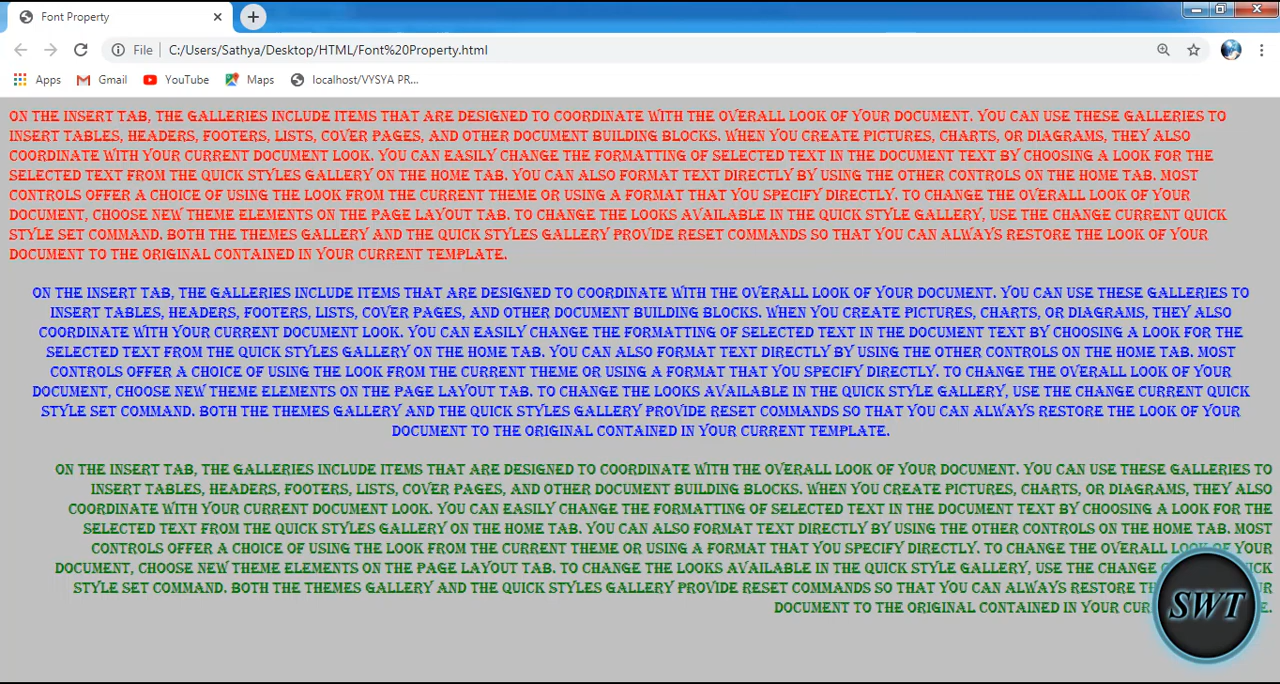 Font Property
File
C:/Users/Sathya/Desktop/HTML/Font%20Property.html
Apps Gmail YouTube Maps localhost/VYSYA PR...
ON THE INSERT TAB, THE GALLERIES INCLUDE ITEMS THAT ARE DESIGNED TO COORDINATE WITH THE OVERALL LOOK OF YOUR DOCUMENT. YOU CAN USE THESE GALLERIES TO
INSERT TABLES, HEADERS, FOOTERS, LISTS, COVER PAGES, AND OTHER DOCUMENT BUILDING BLOCKS. WHEN YOU CREATE PICTURES, CHARTS, OR DIAGRAMS, THEY ALSO
COORDINATE WITH YOUR CURRENT DOCUMENT LOOK. YOU CAN EASILY CHANGE THE FORMATTING OF SELECTED TEXT IN THE DOCUMENT TEXT BY CHOOSING A LOOK FOR THE
SELECTED TEXT FROM THE QUICK STYLES GALLERY ON THE HOME TAB. YOU CAN ALSO FORMAT TEXT DIRECTLY BY USING THE OTHER CONTROLS ON THE HOME TAB. MOST
CONTROLS OFFER A CHOICE OF USING THE LOOK FROM THE CURRENT THEME OR USING A FORMAT THAT YOU SPECIFY DIRECTLY. TO CHANGE THE OVERALL LOOK OF YOUR
DOCUMENT, CHOOSE NEW THEME ELEMENTS ON THE PAGE LAYOUT TAB. TO CHANGE THE LOOKS AVAILABLE IN THE QUICK STYLE GALLERY, USE THE CHANGE CURRENT QUICK
STYLE SET COMMAND. BOTH THE THEMES GALLERY AND THE QUICK STYLES GALLERY PROVIDE RESET COMMANDS SO THAT YOU CAN ALWAYS RESTORE THE LOOK OF YOUR
DOCUMENT TO THE ORIGINAL CONTAINED IN YOUR CURRENT TEMPLATE.
ON THE INSERT TAB, THE GALLERIES INCLUDE ITEMS THAT ARE DESIGNED TO COORDINATE WITH THE OVERALL LOOK OF YOUR DOCUMENT. YOU CAN USE THESE GALLERIES TO
INSERT TABLES, HEADERS, FOOTERS, LISTS, COVER PAGES, AND OTHER DOCUMENT BUILDING BLOCKS. WHEN YOU CREATE PICTURES, CHARTS, OR DIAGRAMS, THEY ALSO
COORDINATE WITH YOUR CURRENT DOCUMENT LOOK. YOU CAN EASILY CHANGE THE FORMATTING OF SELECTED TEXT IN THE DOCUMENT TEXT BY CHOOSING A LOOK FOR THE
SELECTED TEXT FROM THE QUICK STYLES GALLERY ON THE HOME TAB. YOU CAN ALSO FORMAT TEXT DIRECTLY BY USING THE OTHER CONTROLS ON THE HOME TAB. MOST
CONTROLS OFFER A CHOICE OF USING THE LOOK FROM THE CURRENT THEME OR USING A FORMAT THAT YOU SPECIFY DIRECTLY. TO CHANGE THE OVERALL LOOK OF YOUR
DOCUMENT, CHOOSE NEW THEME ELEMENTS ON THE PAGE LAYOUT TAB. TO CHANGE THE LOOKS AVAILABLE IN THE QUICK STYLE GALLERY, USE THE CHANGE CURRENT QUICK
STYLE SET COMMAND. BOTH THE THEMES GALLERY AND THE QUICK STYLES GALLERY PROVIDE RESET COMMANDS SO THAT YOU CAN ALWAYS RESTORE THE LOOK OF YOUR
DOCUMENT TO THE ORIGINAL CONTAINED IN YOUR CURRENT TEMPLATE.
ON THE INSERT TAB, THE GALLERIES INCLUDE ITEMS THAT ARE DESIGNED TO COORDINATE WITH THE OVERALL LOOK OF YOUR DOCUMENT. YOU CAN USE THESE GALLERIES TO
INSERT TABLES, HEADERS, FOOTERS, LISTS, COVER PAGES, AND OTHER DOCUMENT BUILDING BLOCKS. WHEN YOU CREATE PICTURES, CHARTS, OR DIAGRAMS, THEY ALSO
COORDINATE WITH YOUR CURRENT DOCUMENT LOOK. YOU CAN EASILY CHANGE THE FORMATTING OF SELECTED TEXT IN THE DOCUMENT TEXT BY CHOOSING A LOOK FOR THE
SELECTED TEXT FROM THE QUICK STYLES GALLERY ON THE HOME TAB. YOU CAN ALSO FORMAT TEXT DIRECTLY BY USING THE OTHER CONTROLS ON THE HOME TAB. MOST
CONTROLS OFFER A CHOICE OF USING THE LOOK FROM THE CURRENT THEME OR USING A FORMAT THAT YOU SPECIFY DIRECTLY. TO CHANGE THE OVERALL LOOK OF YOUR
DOCUMENT, CHOOSE NEW THEME ELEMENTS ON THE PAGE LAYOUT TAB. TO CHANGE THE LOOKS AVAILABLE IN THE QUICK STYLE GALLERY, USE THE CHANGE
STYLE SET COMMAND. BOTH THE THEMES GALLERY AND THE QUICK STYLES GALLERY PROVIDE RESET COMMANDS SO THAT YOU CAN ALWAYS RESTORE
DOCUMENT TO THE ORIGINAL CONTAINED IN YOUR
SWT